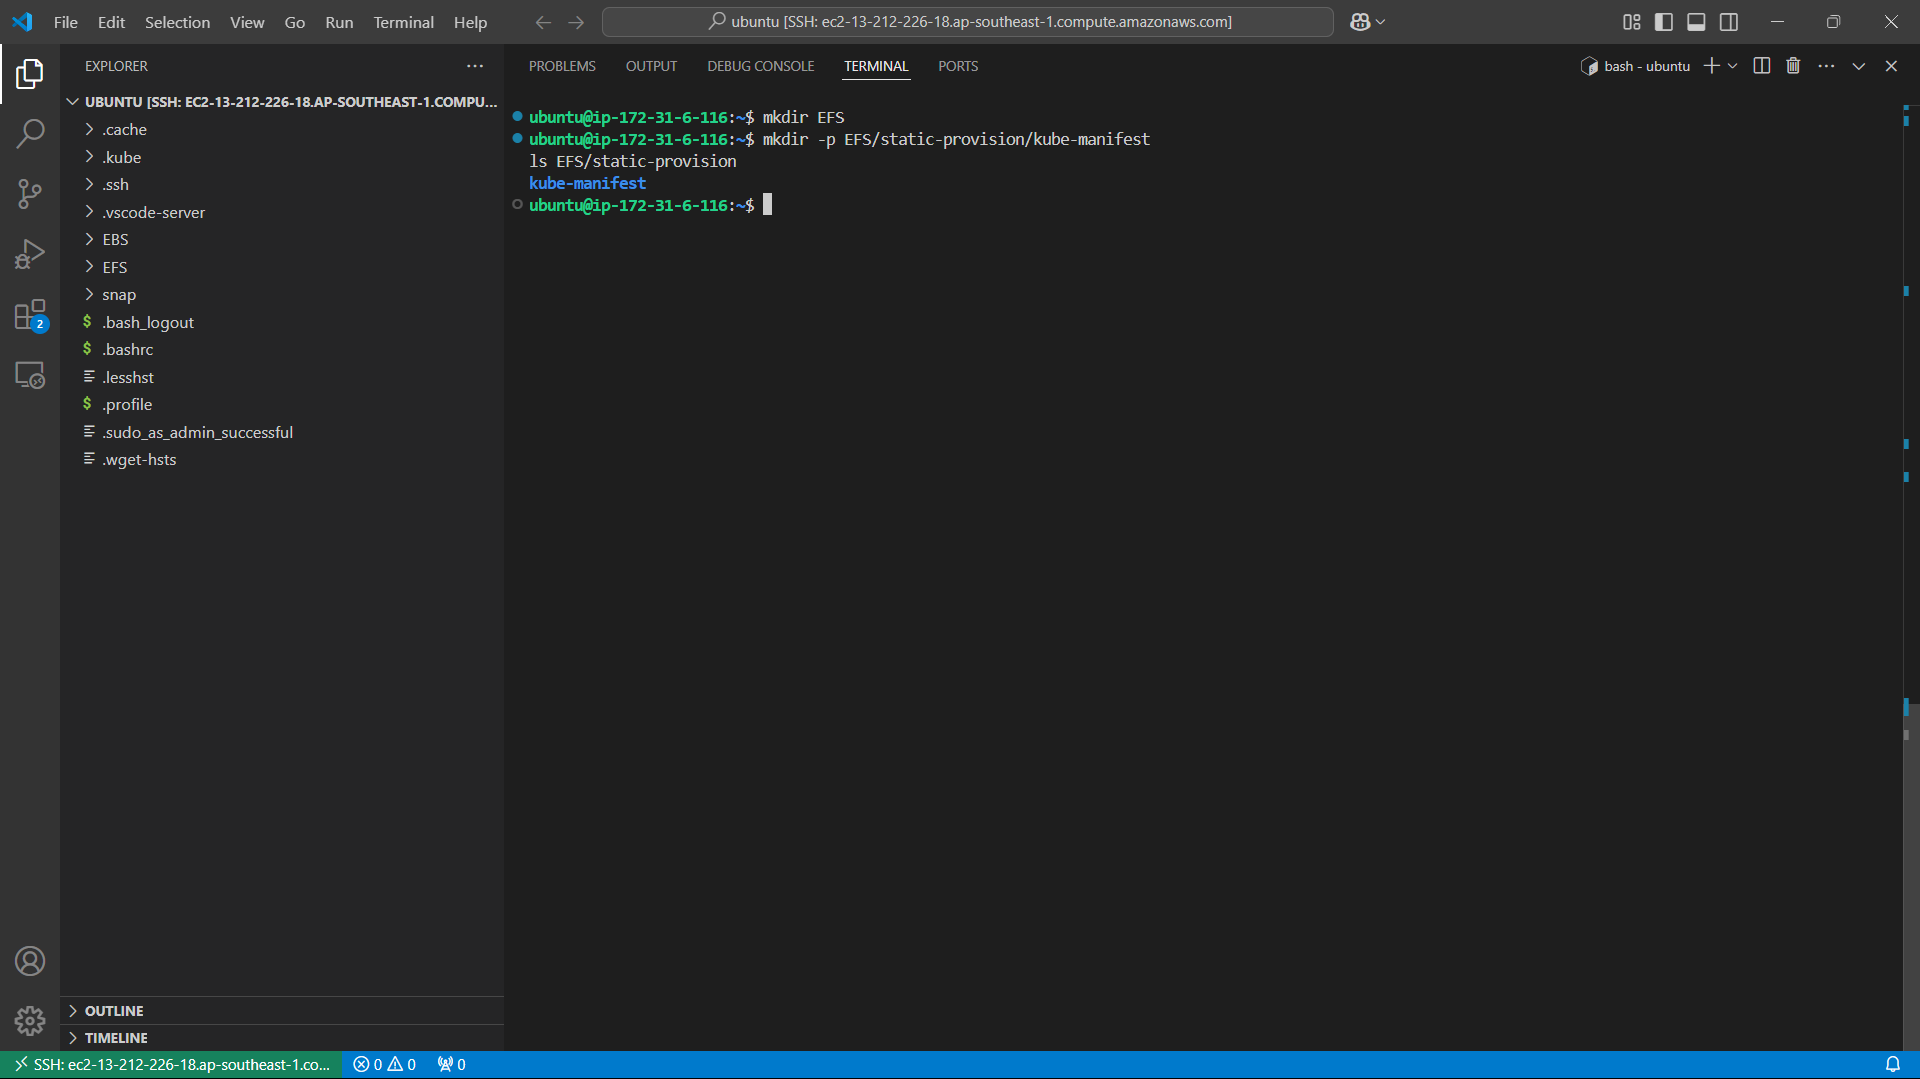 File Edit Selection View Go Run Terminal Help
ubuntu [SSH: ec2-13-212-226-18.ap-southeast-1.compute.amazonaws.com]
EXPLORER
UBUNTU [SSH: EC2-13-212-226-18.AP-SOUTHEAST-1.COMPU...
.cache
.kube
.ssh
.vscode-server
EBS
EFS
snap
$ .bash_logout
$ .bashrc
.lesshst
$ .profile
.sudo_as_admin_successful
.wget-hsts
2
OUTLINE
TIMELINE
PROBLEMS OUTPUT DEBUG CONSOLE TERMINAL PORTS
bash - ubuntu
ubuntu@ip-172-31-6-116:~$ mkdir EFS
ubuntu@ip-172-31-6-116:~$ mkdir -p EFS/static-provision/kube-manifest
ls EFS/static-provision
kube-manifest
ubuntu@ip-172-31-6-116:~$
SSH: ec2-13-212-226-18.ap-southeast-1.co... 0 0 0